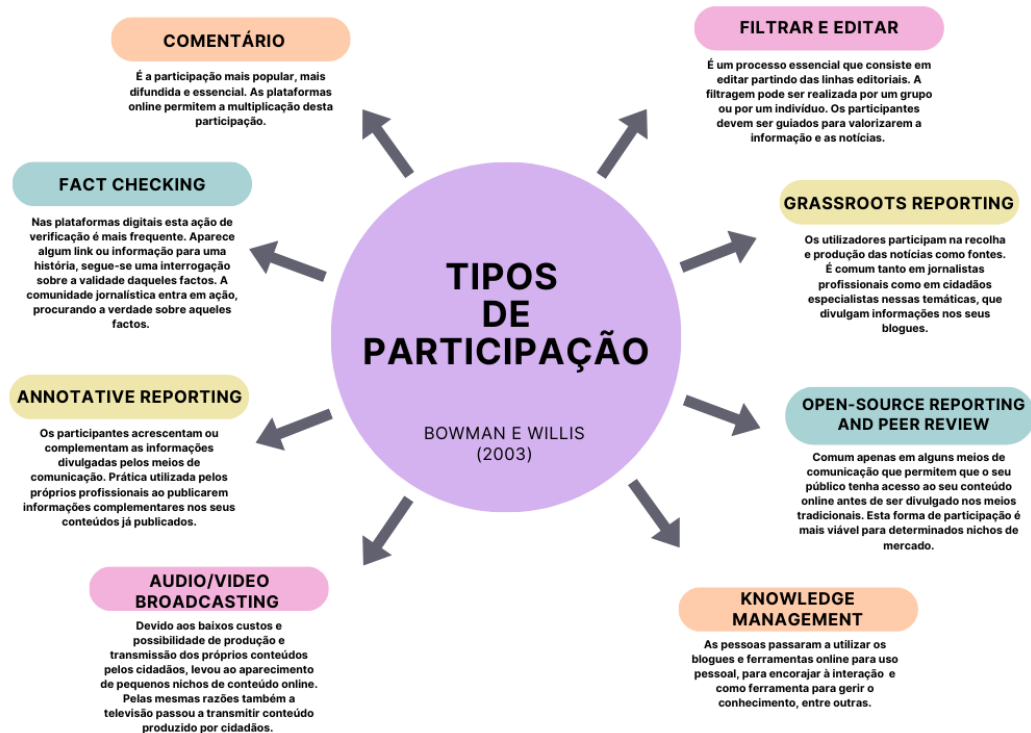 COMENTÁRIO
É a participação mais popular, mais
difundida e essencial. As plataformas
online permitem a multiplicação desta
participação.
FILTRAR E EDITAR
É um processo essencial que consiste em
editar partindo das linhas editoriais. A
filtragem pode ser realizada por um grupo
ou por um indivíduo. Os participantes
devem ser guiados para valorizarem a
informação e as notícias.
FACT CHECKING
Nas plataformas digitais esta ação de
verificação é mais frequente. Aparece
algum link ou informação para uma
história, segue-se uma interrogação
sobre a validade daqueles factos. A
comunidade jornalística entra em ação,
procurando a verdade sobre aqueles
factos.
GRASSROOTS REPORTING
Os utilizadores participam na recolha
e produção das notícias como fontes.
É comum tanto em jornalistas
profissionais como em cidadãos
especialistas nessas temáticas, que
divulgam informações nos seus
blogues.
TIPOS
DE
PARTICIPAÇÃO
BOWMAN E WILLIS
(2003)
ANNOTATIVE REPORTING
Os participantes acrescentam ou
complementam as informações
divulgadas pelos meios de
comunicação. Prática utilizada pelos
próprios profissionais ao publicarem
informações complementares nos seus
conteúdos já publicados.
OPEN-SOURCE REPORTING
AND PEER REVIEW
Comum apenas em alguns meios de
comunicação que permitem que o seu
público tenha acesso ao seu conteúdo
online antes de ser divulgado nos meios
tradicionais. Esta forma de participação é
mais viável para determinados nichos de
mercado.
AUDIO/VIDEO
BROADCASTING
Devido aos baixos custos e
possibilidade de produção e
transmissão dos próprios conteúdos
pelos cidadãos, levou ao aparecimento
de pequenos nichos de conteúdo online.
Pelas mesmas razões também a
televisão passou a transmitir conteúdo
produzido por cidadãos.
KNOWLEDGE
MANAGEMENT
As pessoas passaram a utilizar os
blogues e ferramentas online para uso
pessoal, para encorajar à interação e
como ferramenta para gerir o
conhecimento, entre outras.